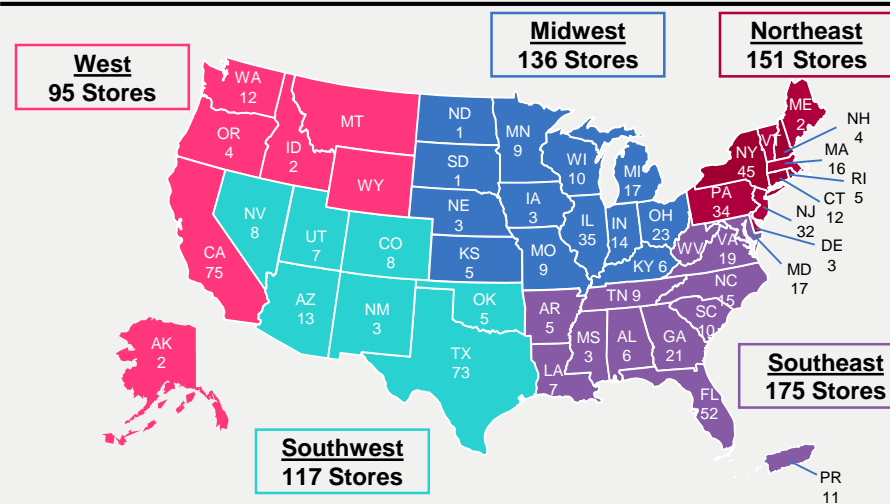 West
95 Stores
Midwest
136 Stores
Northeast
151 Stores
WA
12
OR
4
ID
2
MT
WY
CA
75
NV
8
UT
7
CO
8
AZ
13
NM
3
OK
5
TX
73
ND
1
SD
1
NE
3
KS
5
MN
9
IA
3
MO
9
WI
10
IL
35
MI
17
IN
14
OH
23
KY 6
ME
2
VT
NH
4
MA
16
RI
5
CT
12
NY
45
PA
34
NJ
32
DE
3
MD
17
WV
VA
19
NC
15
TN 9
SC
10
AR
5
MS
3
AL
6
GA
21
LA
7
FL
52
AK
2
Southeast
175 Stores
Southwest
117 Stores
PR
11